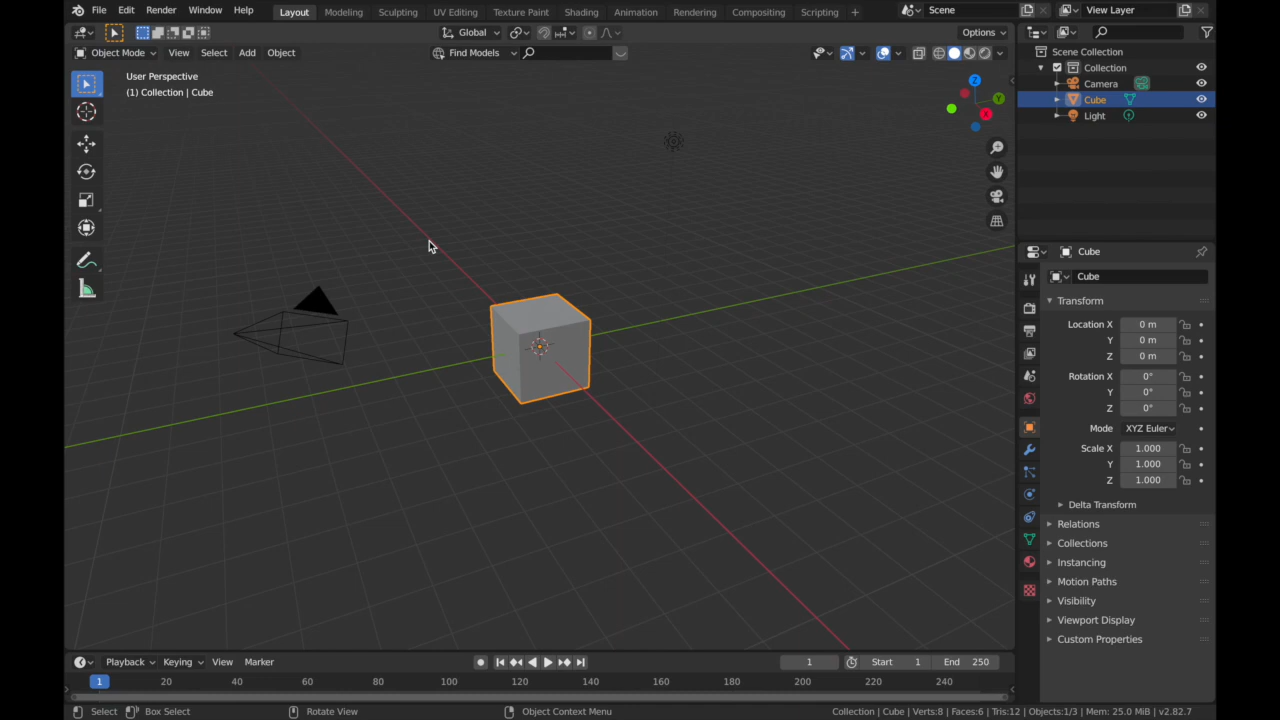 File Edit Render Window Help Layout Modeling Sculpting UV Editing Texture Paint Shading Animation Rendering Compositing Scripting + Scene View Layer
Global Options
Object Mode View Select Add Object Find Models
User Perspective
(1) Collection | Cube
Z
Y
X
Scene Collection
Collection
Camera
Cube
Light
Cube
Cube
Transform
Location X 0 m
Y 0 m
Z 0 m
Rotation X 0°
Y 0°
Z 0°
Mode XYZ Euler
Scale X 1.000
Y 1.000
Z 1.000
Delta Transform
Relations
Collections
Instancing
Motion Paths
Visibility
Viewport Display
Custom Properties
Playback Keying View Marker 1 Start 1 End 250
1 20 40 60 80 100 120 140 160 180 200 220 240
Select Box Select Rotate View Object Context Menu Collection | Cube | Verts:8 | Faces:6 | Tris:12 | Objects:1/3 | Mem: 25.0 MiB | v2.82.7